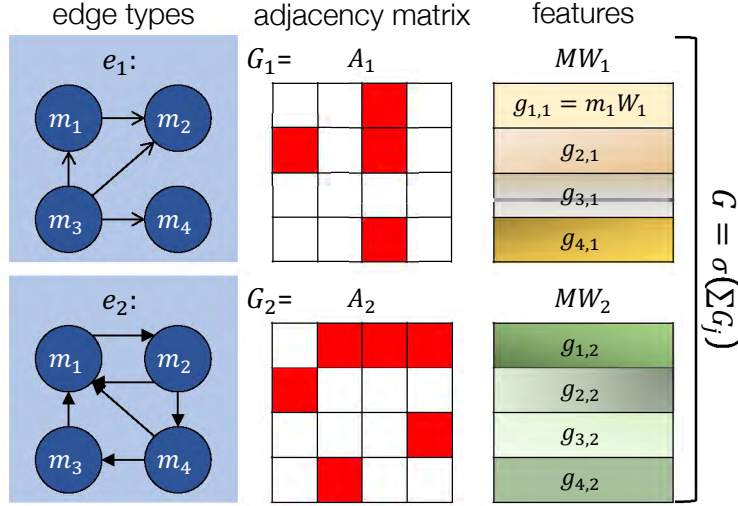 edge types adjacency matrix features
e₁: G₁= A₁ MW₁
m₁ m₂
m₃ m₄
g₁,₁ = m₁W₁
g₂,₁
g₃,₁
g₄,₁
e₂: G₂= A₂ MW₂
m₁ m₂
m₃ m₄
g₁,₂
g₂,₂
g₃,₂
g₄,₂
G = σ(∑Gⱼ)